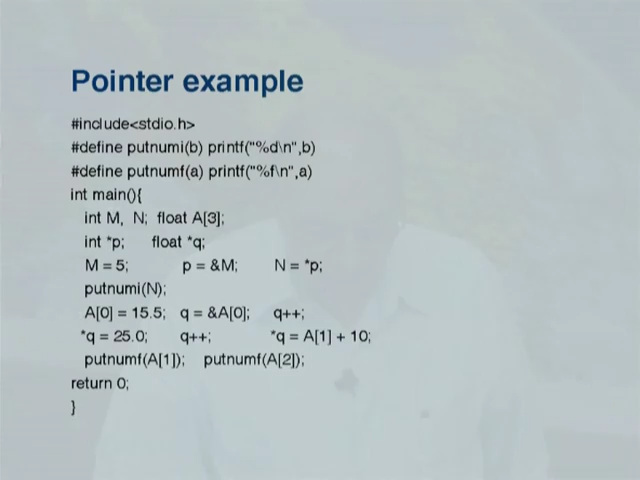 Pointer example
#include<stdio.h>
#define putnumi(b) printf("%d\n",b)
#define putnumf(a) printf("%f\n",a)
int main(){
int M, N; float A[3];
int *p; float *q;
M = 5; p = &M; N = *p;
putnumi(N);
A[0] = 15.5; q = &A[0]; q++;
*q = 25.0; q++; *q = A[1] + 10;
putnumf(A[1]); putnumf(A[2]);
return 0;
}